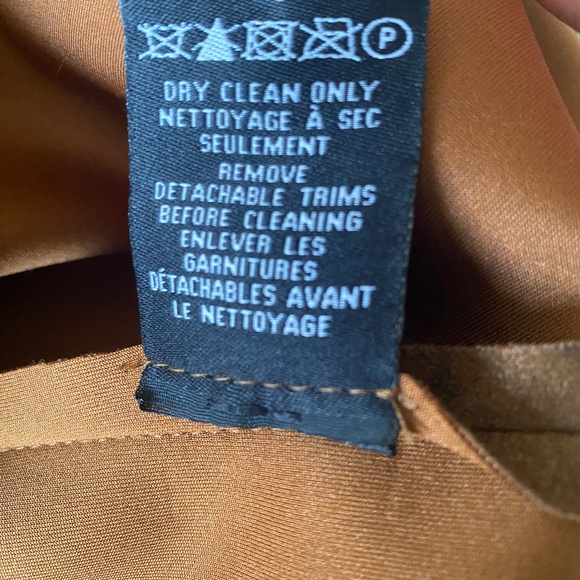 P
DRY CLEAN ONLY
NETTOYAGE À SEC
SEULEMENT
REMOVE
DETACHABLE TRIMS
BEFORE CLEANING
ENLEVER LES
GARNITURES
DÉTACHABLES AVANT
LE NETTOYAGE